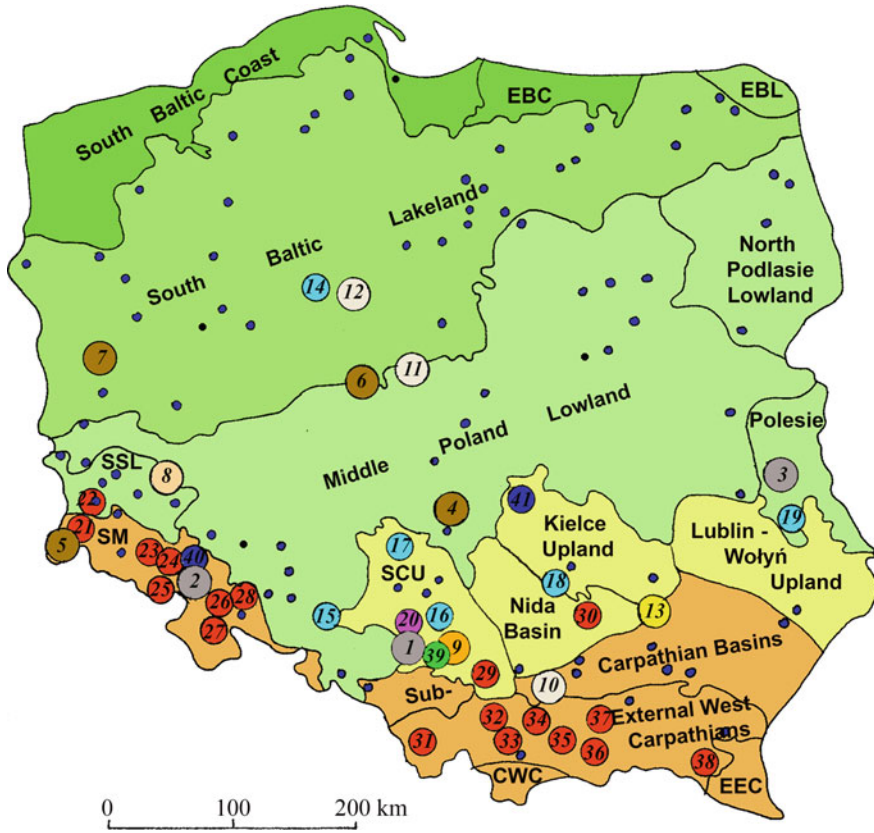 South Baltic Coast
EBC
EBL
South Baltic Lakeland
North
Podlasie
Lowland
14
12
7
6
11
Middle Poland Lowland
Polesie
SSL
8
3
22
4
41
19
21
5
SM
23
24
40
17
Kielce
Upland
Lublin -
Wołyń
Upland
SCU
2
25
26
28
27
18
Nida
Basin
30
13
15
20
16
1
39
9
29
Carpathian Basins
Sub-
10
31
32
33
34
35
37
36
External West
Carpathians
38
CWC
EEC
0 100 200 km